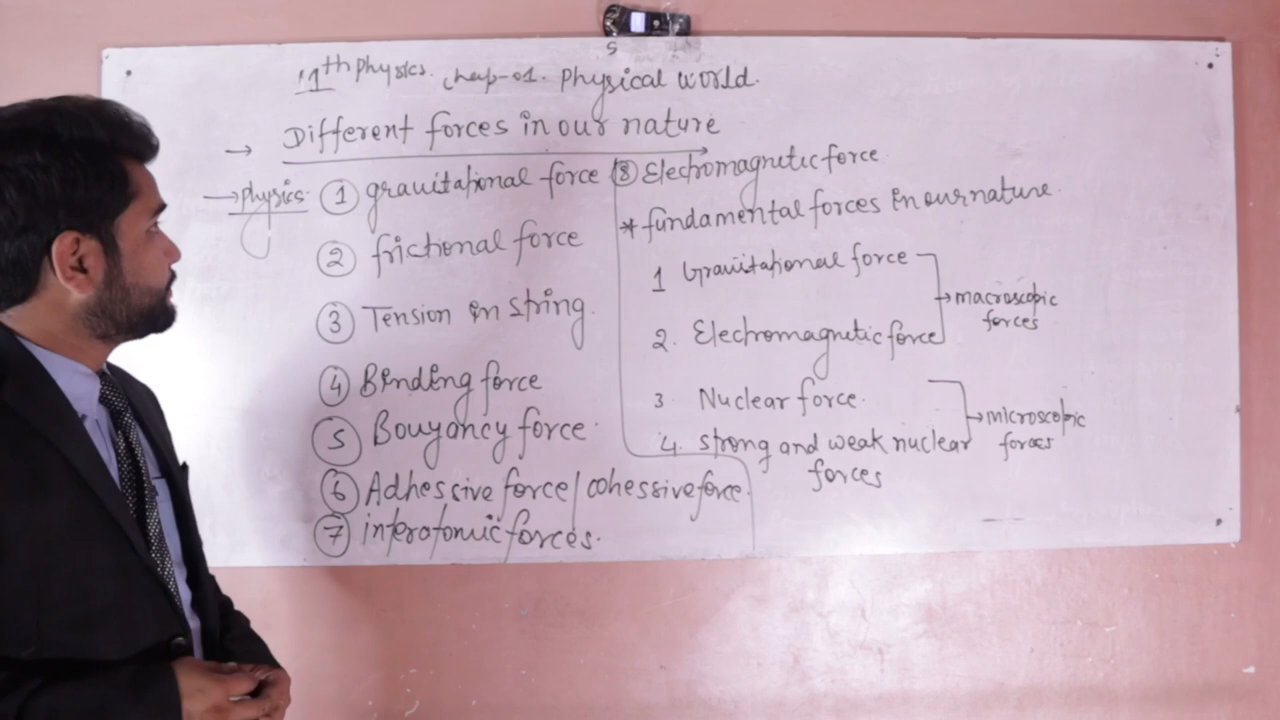 11th Physics. chap-01. Physical world.
→ Different forces in our nature
→ physics
① gravitational force
② frictional force
③ Tension in string.
④ Binding force
⑤ Bouyancy force.
⑥ Adhessive force / cohessive force.
⑦ interatomic forces.
⑧ Electromagnetic force
* fundamental forces in our nature.
1 Gravitational force
2. Electromagnetic force
→ macroscopic
forces
3 Nuclear force.
4. strong and weak nuclear
forces
→ microscopic
forces